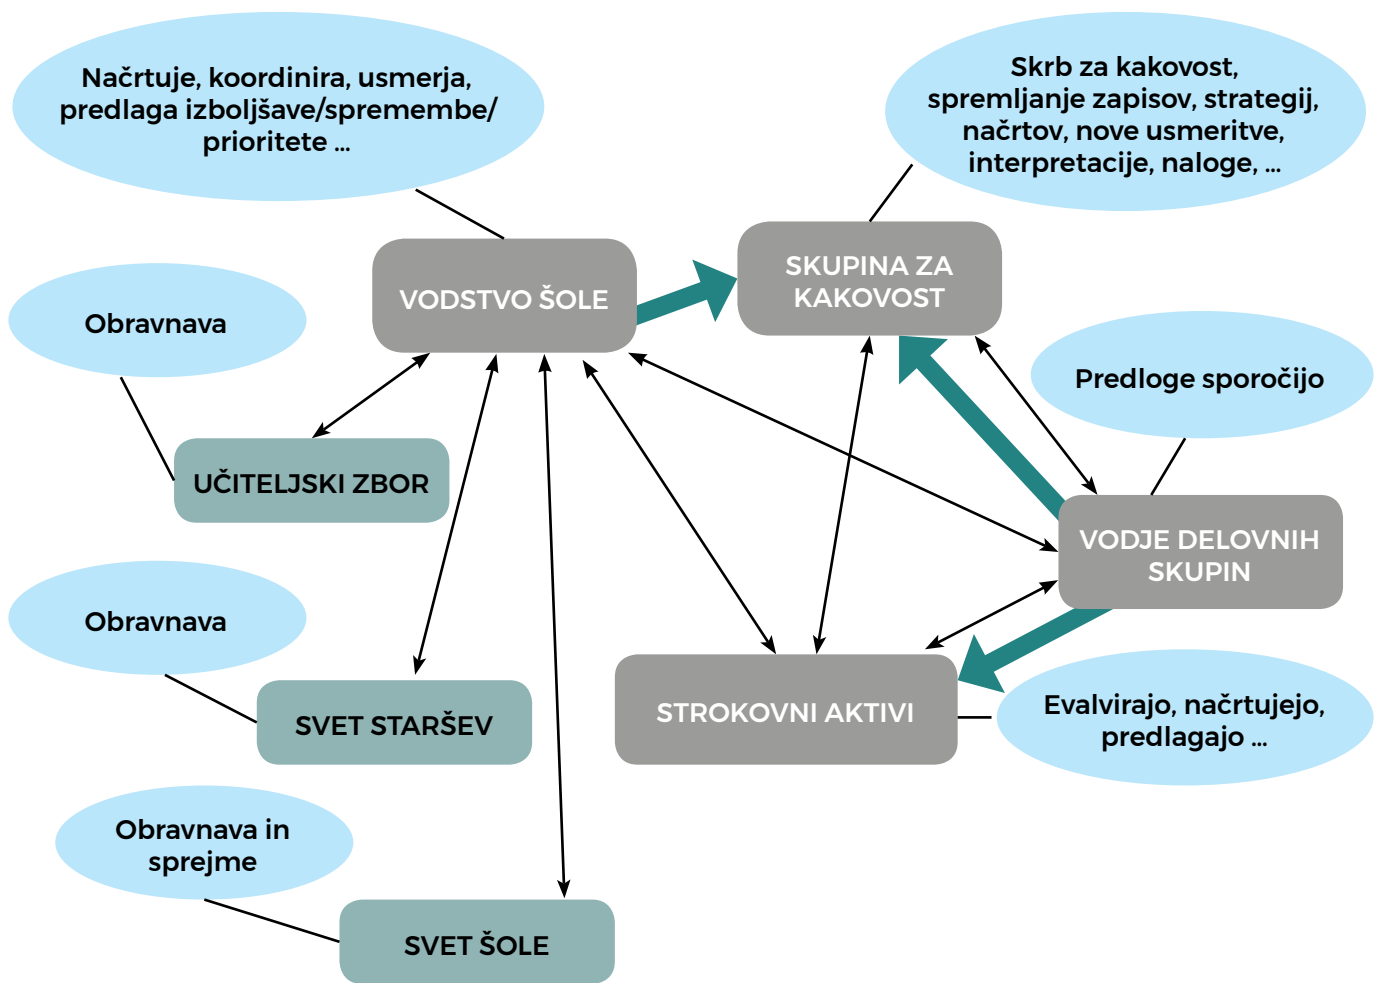 Načrtuje, koordinira, usmerja,
predlaga izboljšave/spremembe/
prioritete ...
Skrb za kakovost,
spremljanje zapisov, strategij,
načrtov, nove usmeritve,
interpretacije, naloge, ...
VODSTVO ŠOLE
SKUPINA ZA
KAKOVOST
Obravnava
Predloge sporočijo
UČITELJSKI ZBOR
VODJE DELOVNIH
SKUPIN
Obravnava
SVET STARŠEV
STROKOVNI AKTIVI
Evalvirajo, načrtujejo,
predlagajo ...
Obravnava in
sprejme
SVET ŠOLE